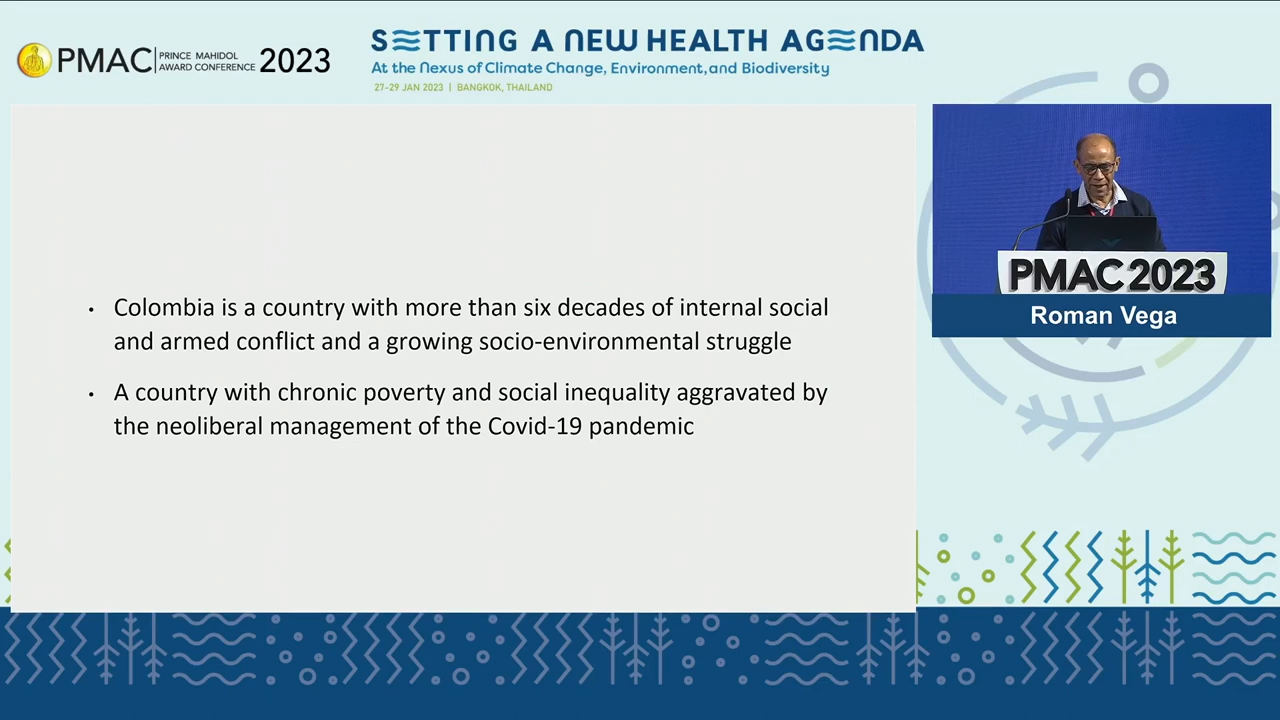 PMAC
PRINCE MAHIDOL
AWARD CONFERENCE
2023
SETTING A NEW HEALTH AGENDA
At the Nexus of Climate Change, Environment, and Biodiversity
27-29 JAN 2023 | BANGKOK, THAILAND
• Colombia is a country with more than six decades of internal social
and armed conflict and a growing socio-environmental struggle
• A country with chronic poverty and social inequality aggravated by
the neoliberal management of the Covid-19 pandemic
PMAC 2023
Roman Vega